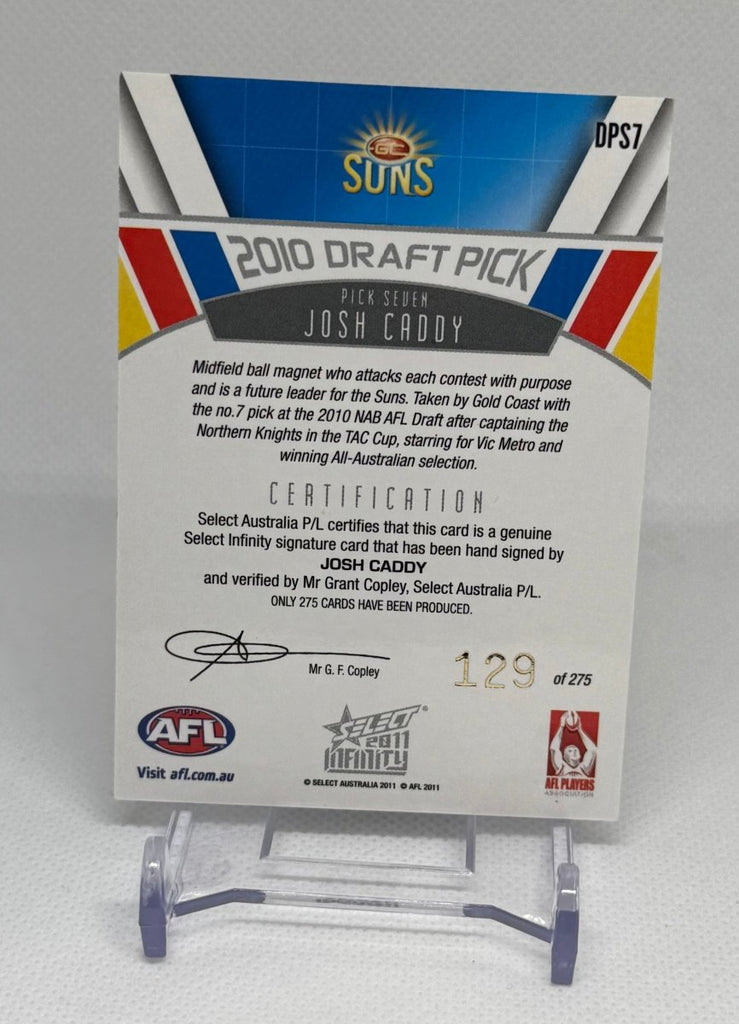 DPS7
GC
SUNS
2010 DRAFT PICK
PICK SEVEN
JOSH CADDY
Midfield ball magnet who attacks each contest with purpose
and is a future leader for the Suns. Taken by Gold Coast with
the no.7 pick at the 2010 NAB AFL Draft after captaining the
Northern Knights in the TAC Cup, starring for Vic Metro and
winning All-Australian selection.
CERTIFICATION
Select Australia P/L certifies that this card is a genuine
Select Infinity signature card that has been hand signed by
JOSH CADDY
and verified by Mr Grant Copley, Select Australia P/L.
ONLY 275 CARDS HAVE BEEN PRODUCED.
Mr G. F. Copley
129 of 275
AFL
Visit afl.com.au
SELECT®
2011
INFINITY
© SELECT AUSTRALIA 2011 © AFL 2011
AFL PLAYERS
ASSOCIATION